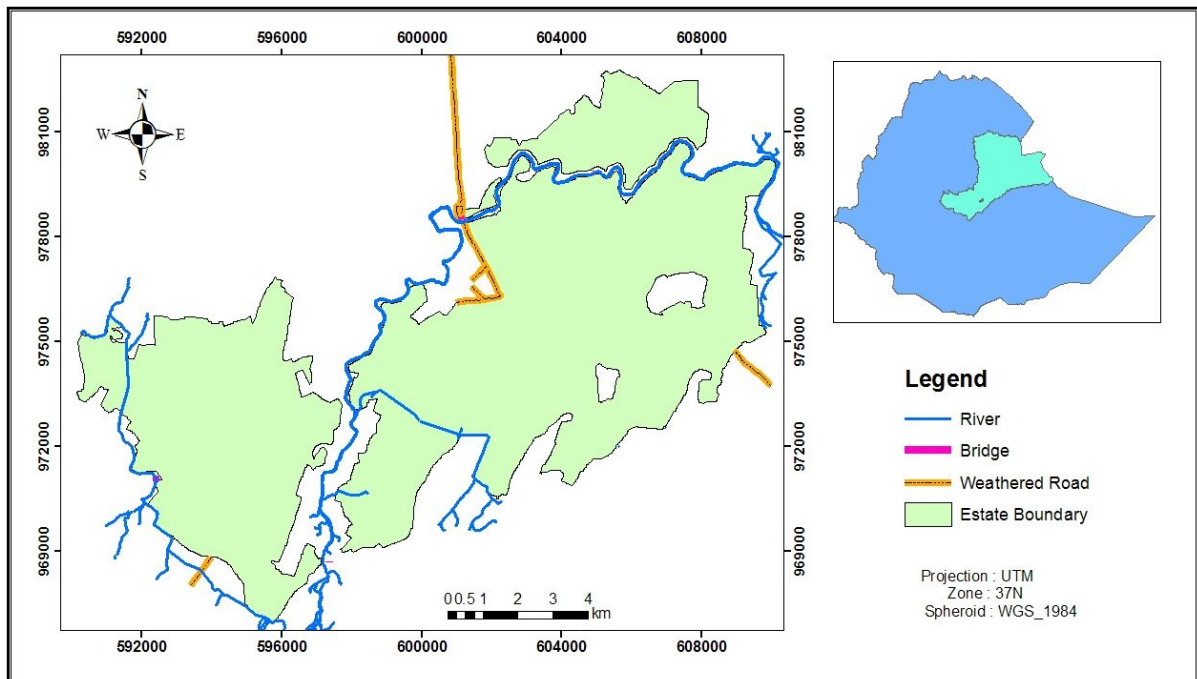 592000 596000 600000 604000 608000
N
W E
S
981000 981000
978000 978000
975000 975000
972000 972000
969000 969000
Legend
River
Bridge
Weathered Road
Estate Boundary
0 0.5 1 2 3 4
km
Projection : UTM
Zone : 37N
Spheroid : WGS_1984
592000 596000 600000 604000 608000